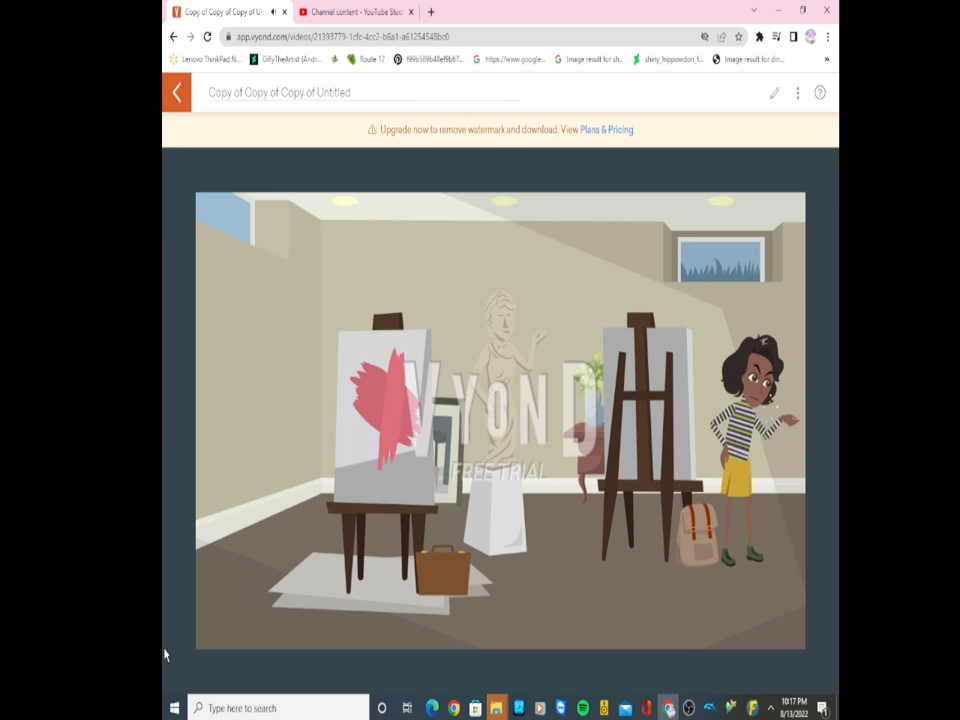 Copy of Copy of Copy of Unt
Channel content - YouTube Stud
app.vyond.com/videos/21393779-1cfc-4cc2-b6a1-a61254548bc0
Lenovo ThinkPad N...
GillyTheArtist (Andr...
Route 17
f99b589b48ef9b67...
https://www.google...
Image result for sh...
shiny_hippowdon_f...
Image result for din...
Copy of Copy of Copy of Untitled
Upgrade now to remove watermark and download. View Plans & Pricing
VYOND
FREE TRIAL
Type here to search
10:17 PM
8/13/2022